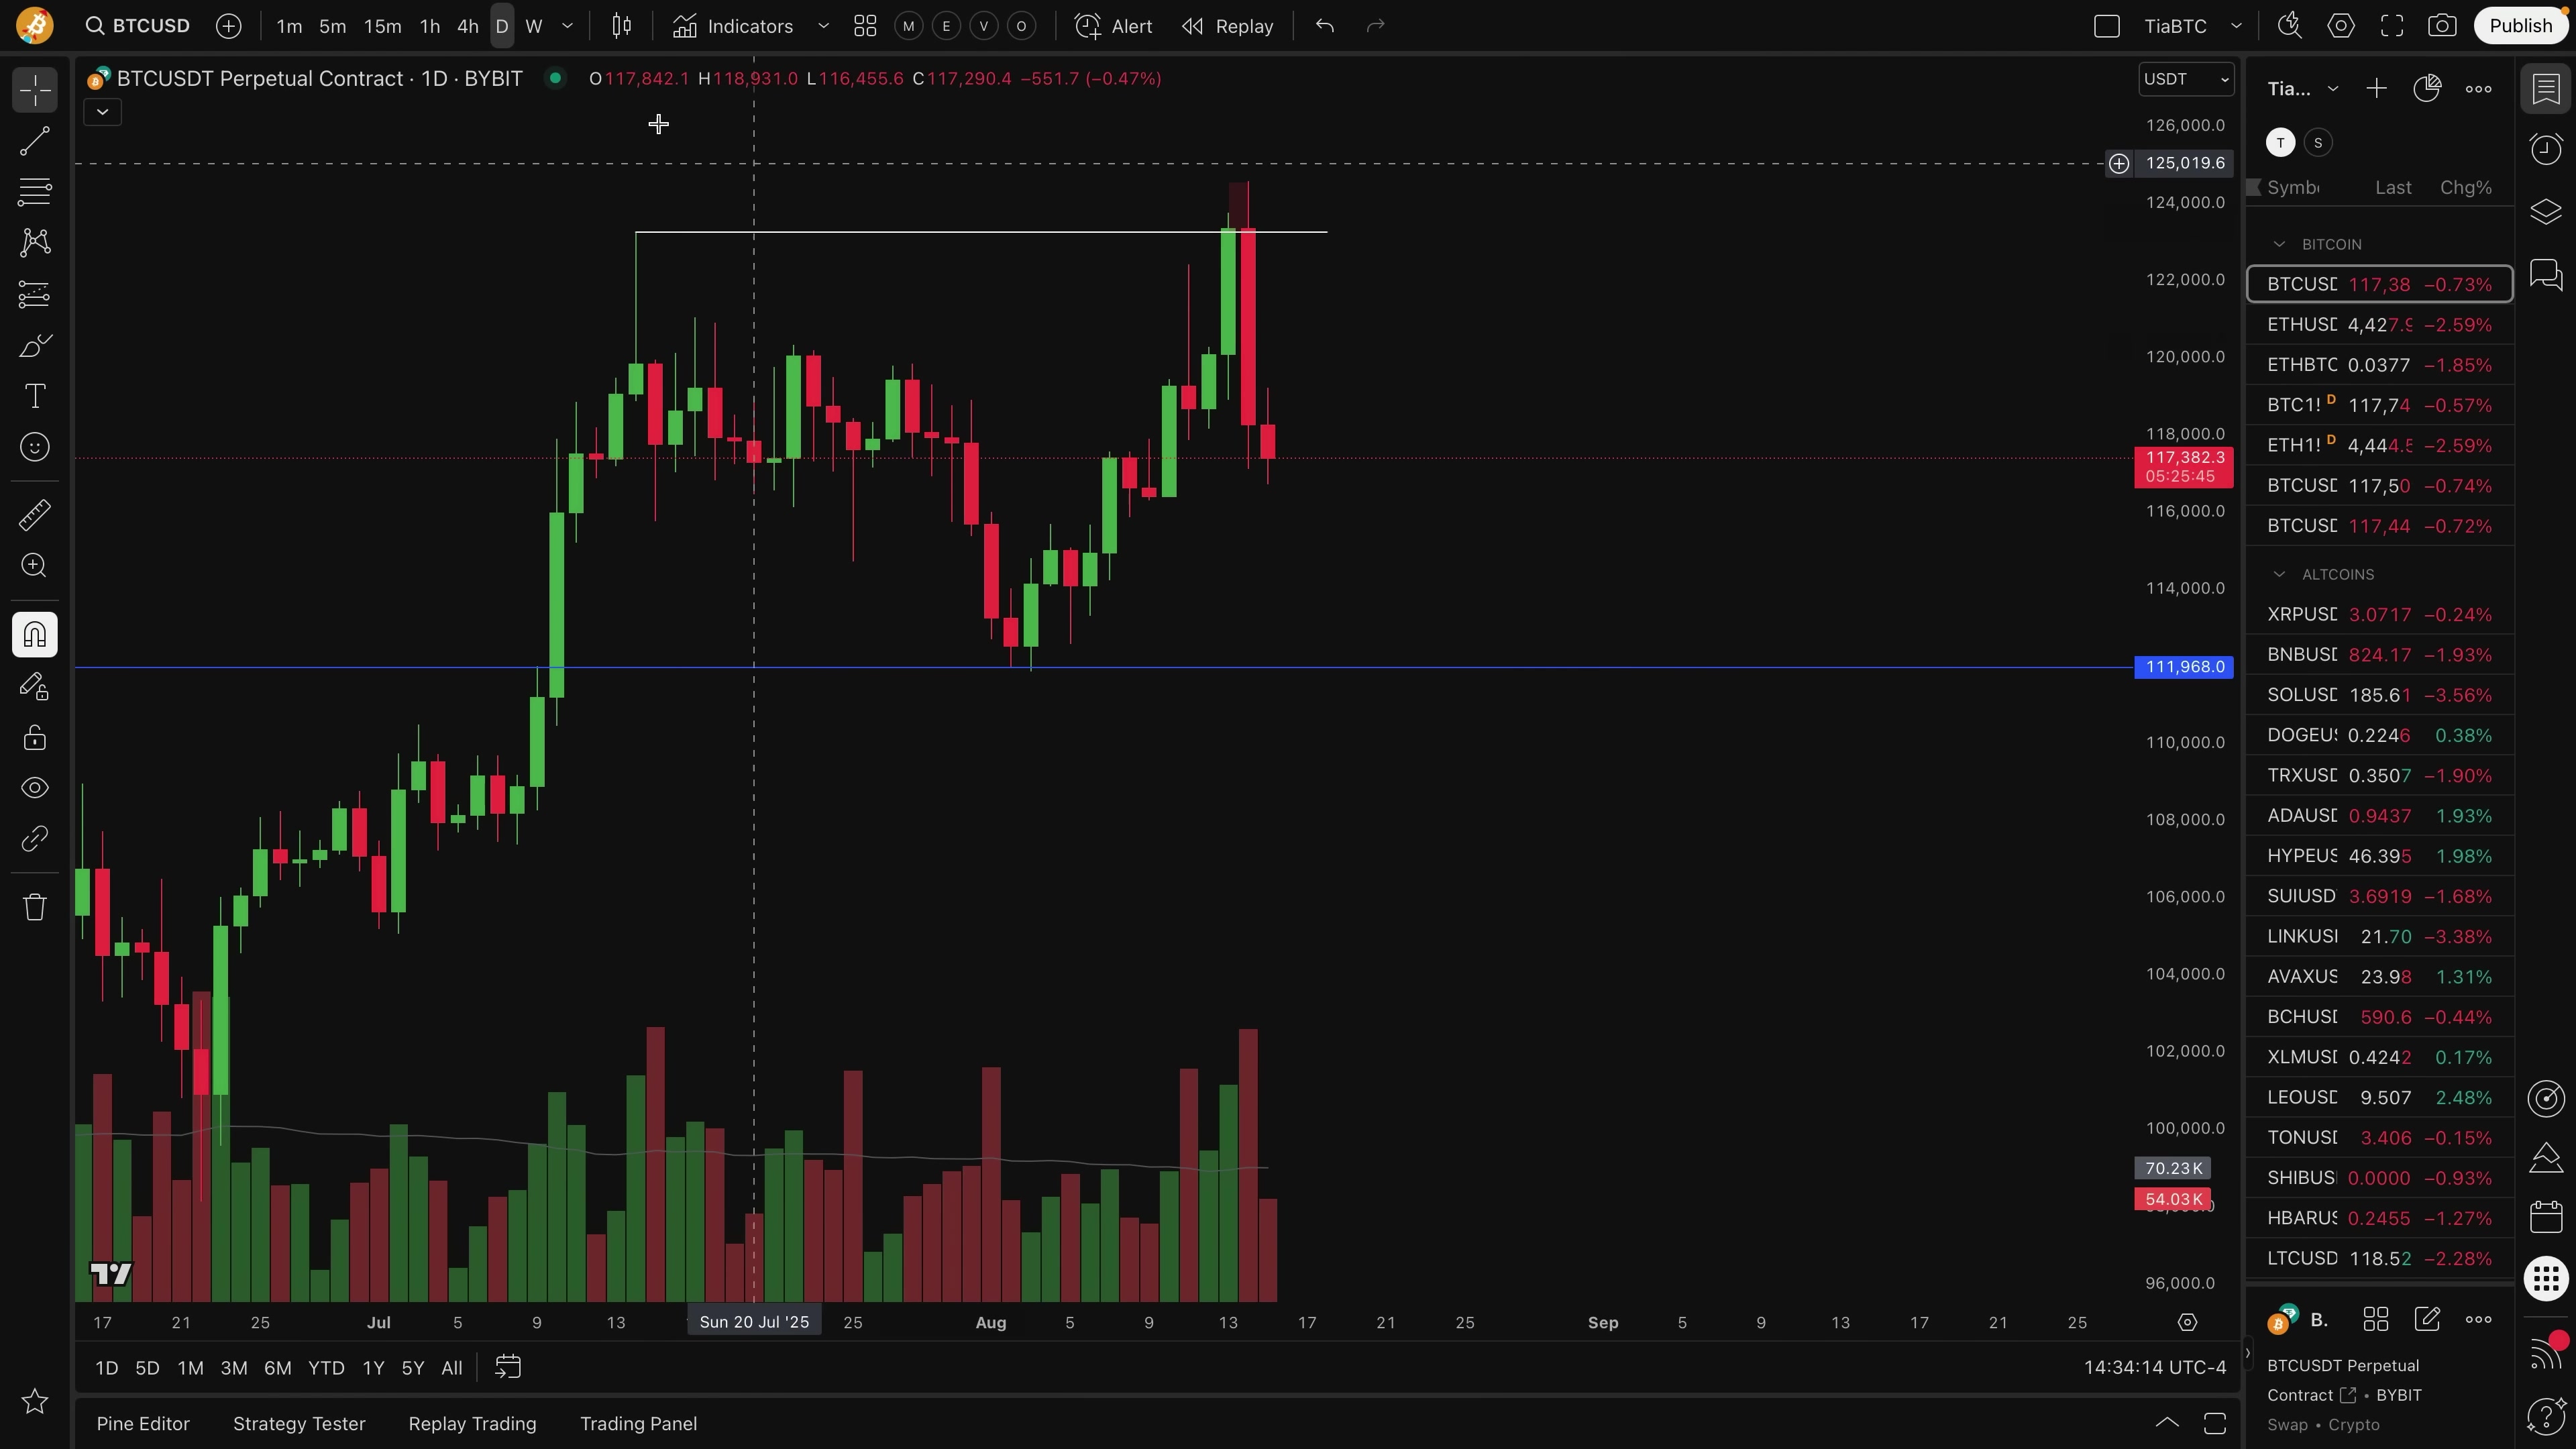 BTCUSD 1m 5m 15m 1h 4h D W Indicators M E V O Alert Replay TiaBTC Publish
BTCUSDT Perpetual Contract · 1D · BYBIT O117,842.1 H118,931.0 L116,455.6 C117,290.4 −551.7 (−0.47%)
USDT
126,000.0
125,019.6
124,000.0
122,000.0
120,000.0
118,000.0
117,382.3
05:25:45
116,000.0
114,000.0
111,968.0
110,000.0
108,000.0
106,000.0
104,000.0
102,000.0
100,000.0
70.23K
54.03K
96,000.0
17 21 25 Jul 5 9 13 Sun 20 Jul '25 25 Aug 5 9 13 17 21 25 Sep 5 9 13 17 21 25
1D 5D 1M 3M 6M YTD 1Y 5Y All 14:34:14 UTC-4
Pine Editor Strategy Tester Replay Trading Trading Panel
Tia...
T S
Symb Last Chg%
BITCOIN
BTCUSD 117,38 −0.73%
ETHUSD 4,427.9 −2.59%
ETHBTC 0.0377 −1.85%
BTC1! D 117,74 −0.57%
ETH1! D 4,444.5 −2.59%
BTCUSD 117,50 −0.74%
BTCUSD 117,44 −0.72%
ALTCOINS
XRPUSD 3.0717 −0.24%
BNBUSD 824.17 −1.93%
SOLUSD 185.61 −3.56%
DOGEUS 0.2246 0.38%
TRXUSD 0.3507 −1.90%
ADAUSD 0.9437 1.93%
HYPEUS 46.395 1.98%
SUIUSD 3.6919 −1.68%
LINKUS 21.70 −3.38%
AVAXUS 23.98 1.31%
BCHUSD 590.6 −0.44%
XLMUSD 0.4242 0.17%
LEOUSD 9.507 2.48%
TONUSD 3.406 −0.15%
SHIBUS 0.0000 −0.93%
HBARUS 0.2455 −1.27%
LTCUSD 118.52 −2.28%
B.
BTCUSDT Perpetual
Contract • BYBIT
Swap • Crypto